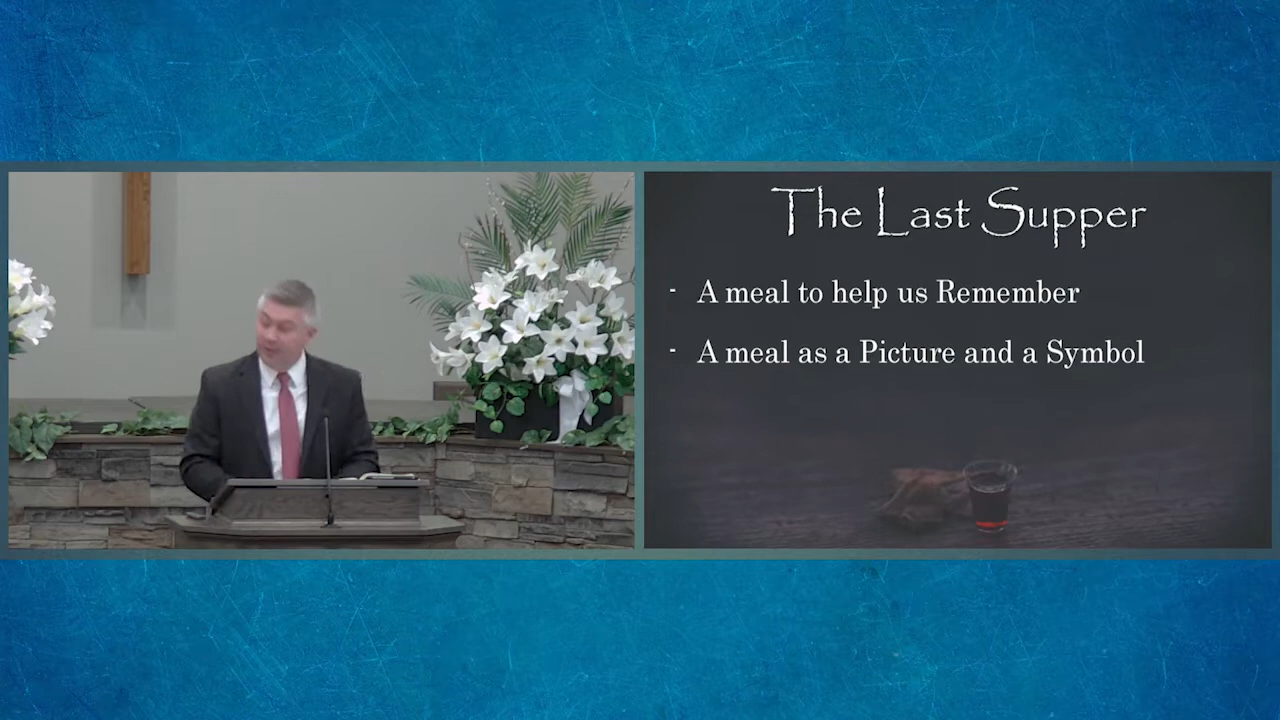 The Last Supper
- A meal to help us Remember
- A meal as a Picture and a Symbol